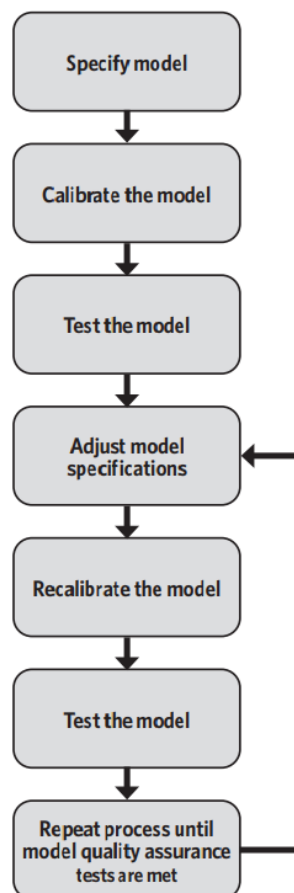 Specify model
Calibrate the model
Test the model
Adjust model
specifications
Recalibrate the model
Test the model
Repeat process until
model quality assurance
tests are met